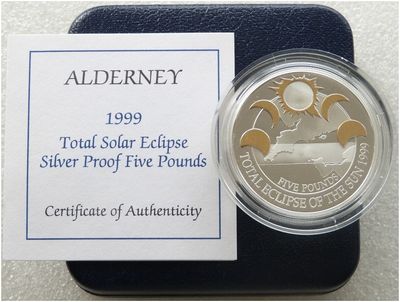 ALDERNEY
1999
Total Solar Eclipse
Silver Proof Five Pounds
Certificate of Authenticity
FIVE POUNDS
TOTAL ECLIPSE OF THE SUN 1999